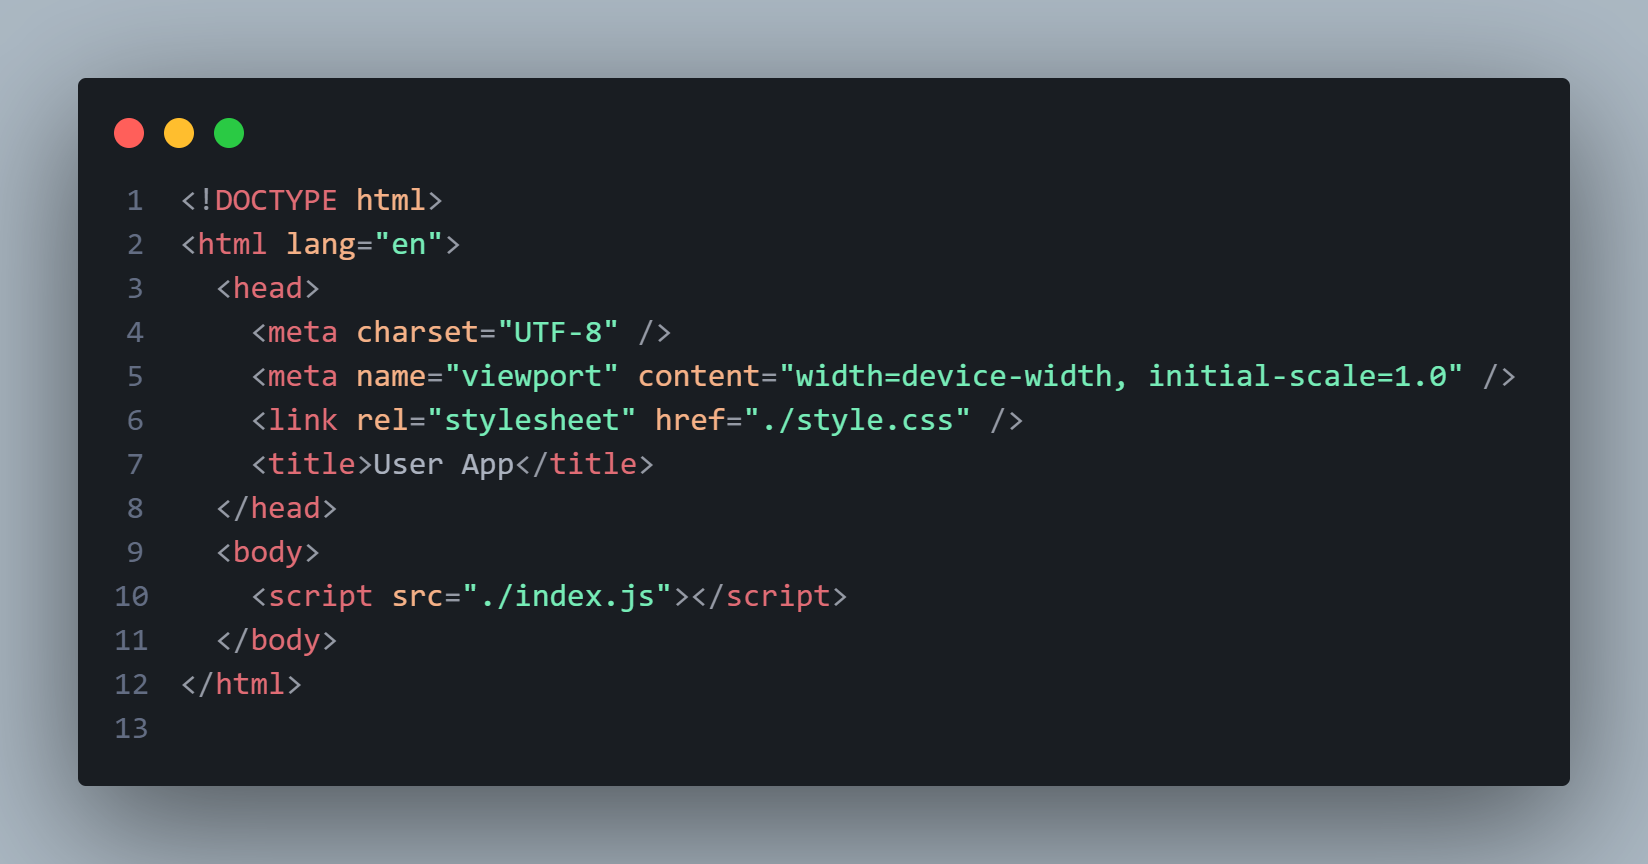 1 <!DOCTYPE html>
2 <html lang="en">
3   <head>
4     <meta charset="UTF-8" />
5     <meta name="viewport" content="width=device-width, initial-scale=1.0" />
6     <link rel="stylesheet" href="./style.css" />
7     <title>User App</title>
8   </head>
9   <body>
10     <script src="./index.js"></script>
11   </body>
12 </html>
13